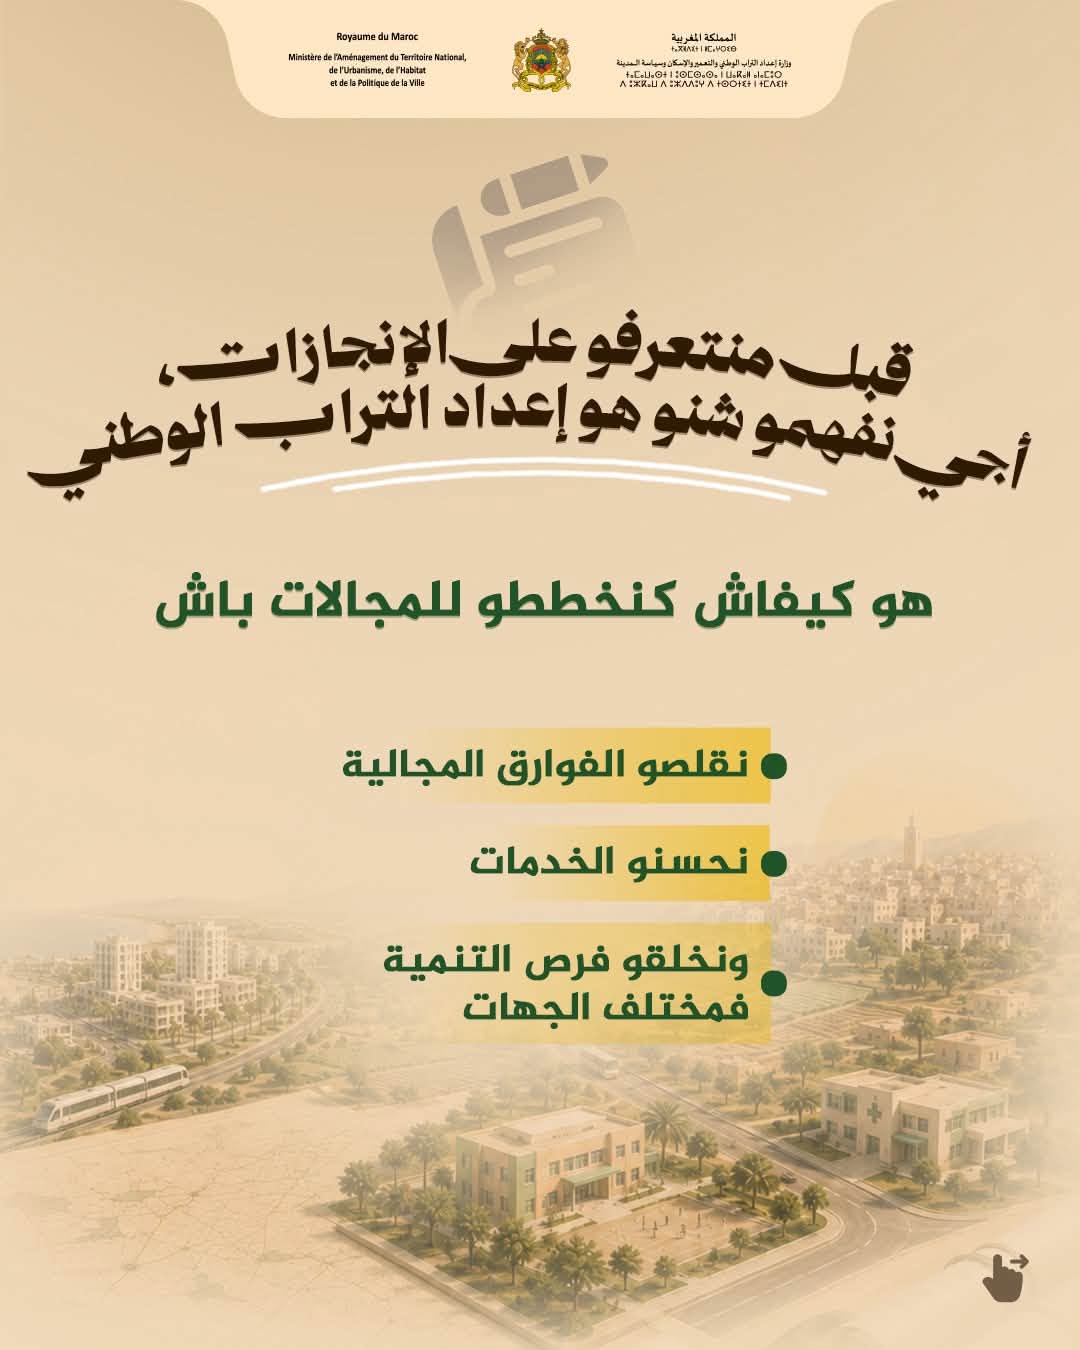 Royaume du Maroc
Ministère de l'Aménagement du Territoire National,
de l'Urbanisme, de l'Habitat
et de la Politique de la Ville
المملكة المغربية
ⵜⴰⴳⵍⴷⵉⵜ ⵏ ⵍⵎⵖⵔⵉⴱ
وزارة إعداد التراب الوطني والتعمير والإسكان وسياسة المدينة
قبل منتعرفو على الإنجازات،
أجي نفهمو شنو هو إعداد التراب الوطني
هو كيفاش كنخططو للمجالات باش
نقلصو الفوارق المجالية
نحسنو الخدمات
ونخلقو فرص التنمية
فمختلف الجهات